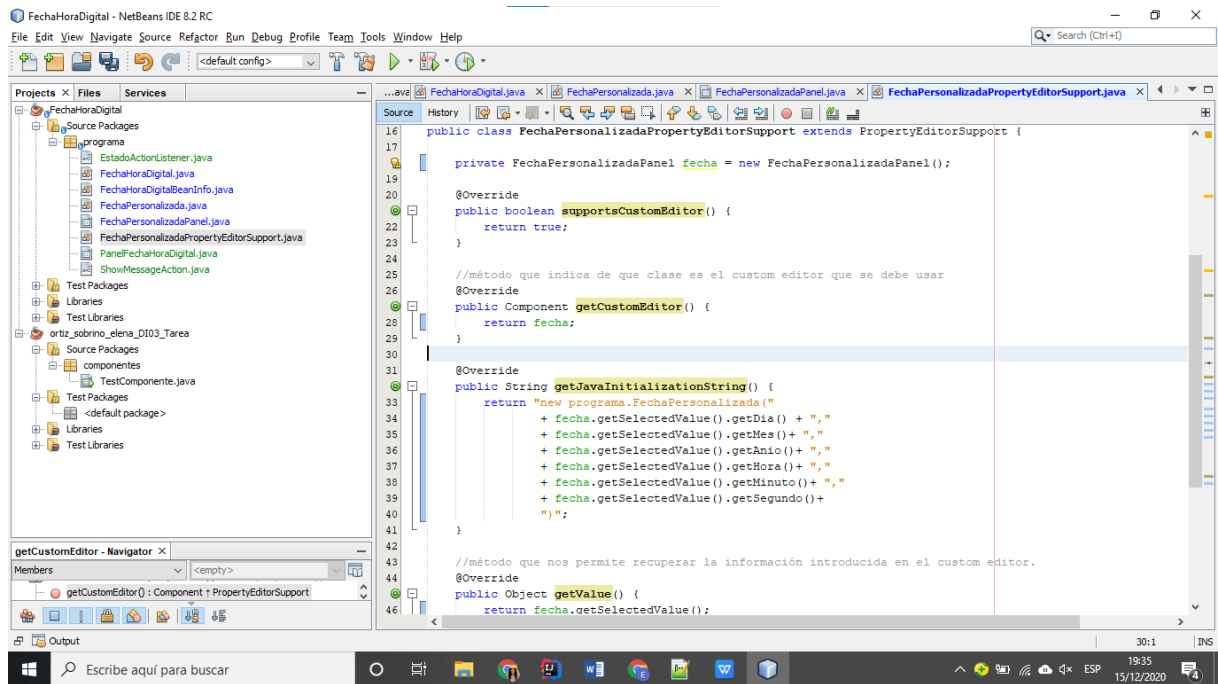 FechaHoraDigital - NetBeans IDE 8.2 RC
File Edit View Navigate Source Refactor Run Debug Profile Team Tools Window Help
Search (Ctrl+I)
<default config>
Projects Files Services
FechaHoraDigital
Source Packages
programa
EstadoActionListener.java
FechaHoraDigital.java
FechaHoraDigitalBeanInfo.java
FechaPersonalizada.java
FechaPersonalizadaPanel.java
FechaPersonalizadaPropertyEditorSupport.java
PanelFechaHoraDigital.java
ShowMessageAction.java
Test Packages
Libraries
Test Libraries
ortiz_sobrino_elena_DI03_Tarea
Source Packages
componentes
TestComponente.java
Test Packages
<default package>
Libraries
Test Libraries
getCustomEditor - Navigator
Members <empty>
getCustomEditor() : Component ↑ PropertyEditorSupport
...ava FechaHoraDigital.java FechaPersonalizada.java FechaPersonalizadaPanel.java FechaPersonalizadaPropertyEditorSupport.java
Source History
16 public class FechaPersonalizadaPropertyEditorSupport extends PropertyEditorSupport {
17
private FechaPersonalizadaPanel fecha = new FechaPersonalizadaPanel();
19
20 @Override
public boolean supportsCustomEditor() {
22 return true;
23 }
24
25 //método que indica de que clase es el custom editor que se debe usar
26 @Override
public Component getCustomEditor() {
28 return fecha;
29 }
30
31 @Override
public String getJavaInitializationString() {
33 return "new programa.FechaPersonalizada("
34 + fecha.getSelectedValue().getDia() + ","
35 + fecha.getSelectedValue().getMes()+ ","
36 + fecha.getSelectedValue().getAnio()+ ","
37 + fecha.getSelectedValue().getHora()+ ","
38 + fecha.getSelectedValue().getMinuto()+ ","
39 + fecha.getSelectedValue().getSegundo()+
40 ")";
41 }
42
43 //método que nos permite recuperar la información introducida en el custom editor.
44 @Override
public Object getValue() {
46 return fecha.getSelectedValue();
Output
30:1 INS
Escribe aquí para buscar
ESP
19:35
15/12/2020
4